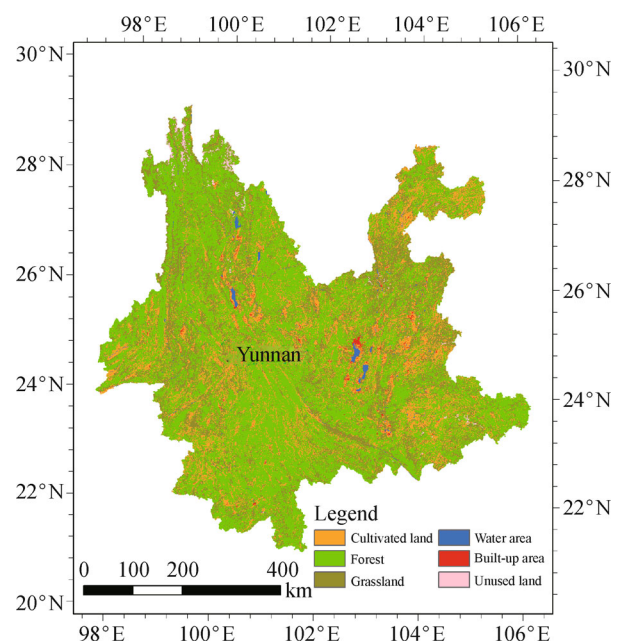 98°E 100°E 102°E 104°E 106°E
30°N 30°N
28°N 28°N
26°N 26°N
Yunnan
24°N 24°N
22°N 22°N
Legend
Cultivated land Water area
Forest Built-up area
Grassland Unused land
0 100 200 400
km
20°N
98°E 100°E 102°E 104°E 106°E